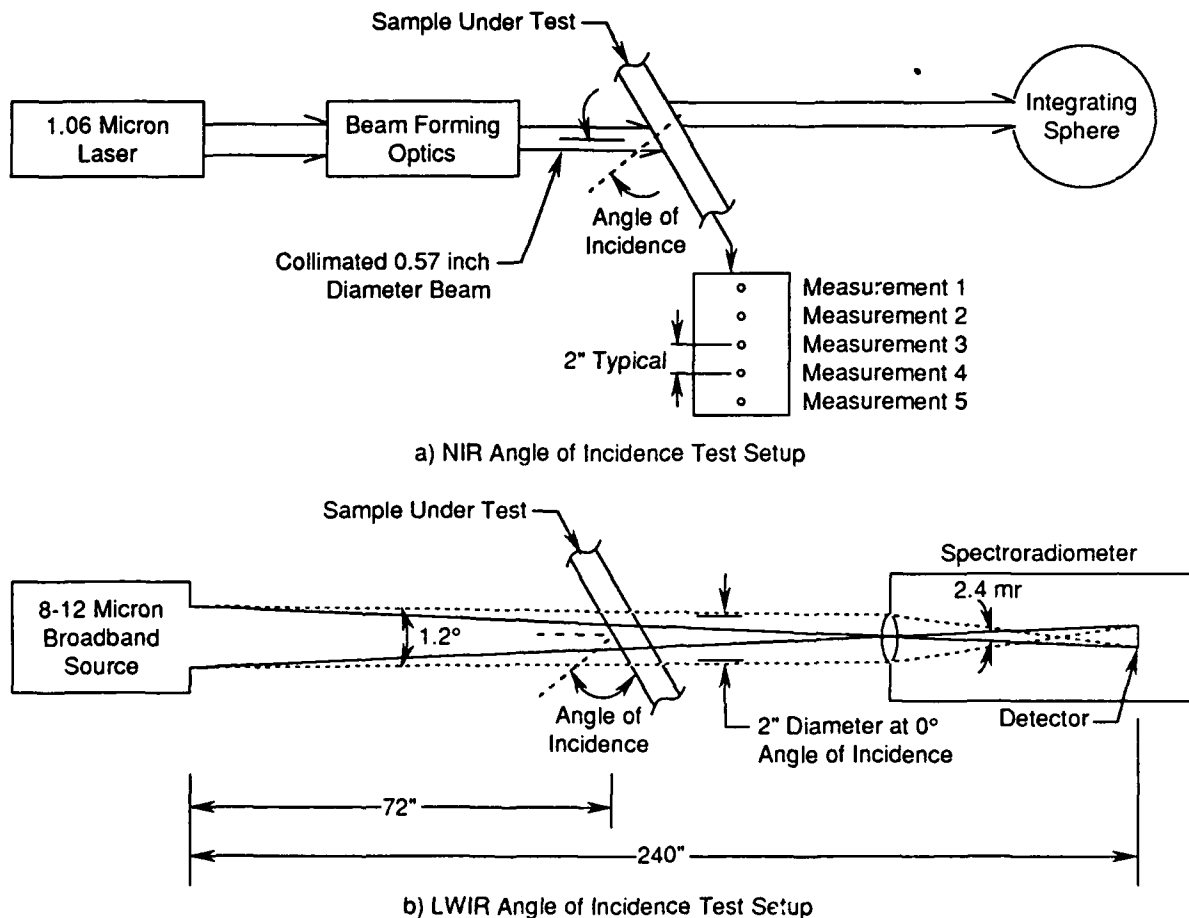 Sample Under Test
1.06 Micron
Laser
Beam Forming
Optics
Integrating
Sphere
Angle of
Incidence
Collimated 0.57 inch
Diameter Beam
Measurement 1
Measurement 2
Measurement 3
Measurement 4
Measurement 5
2" Typical
a) NIR Angle of Incidence Test Setup
Sample Under Test
Spectroradiometer
8-12 Micron
Broadband
Source
1.2°
2.4 mr
Angle of
Incidence
2" Diameter at 0°
Angle of Incidence
Detector
72"
240"
b) LWIR Angle of Incidence Test Setup